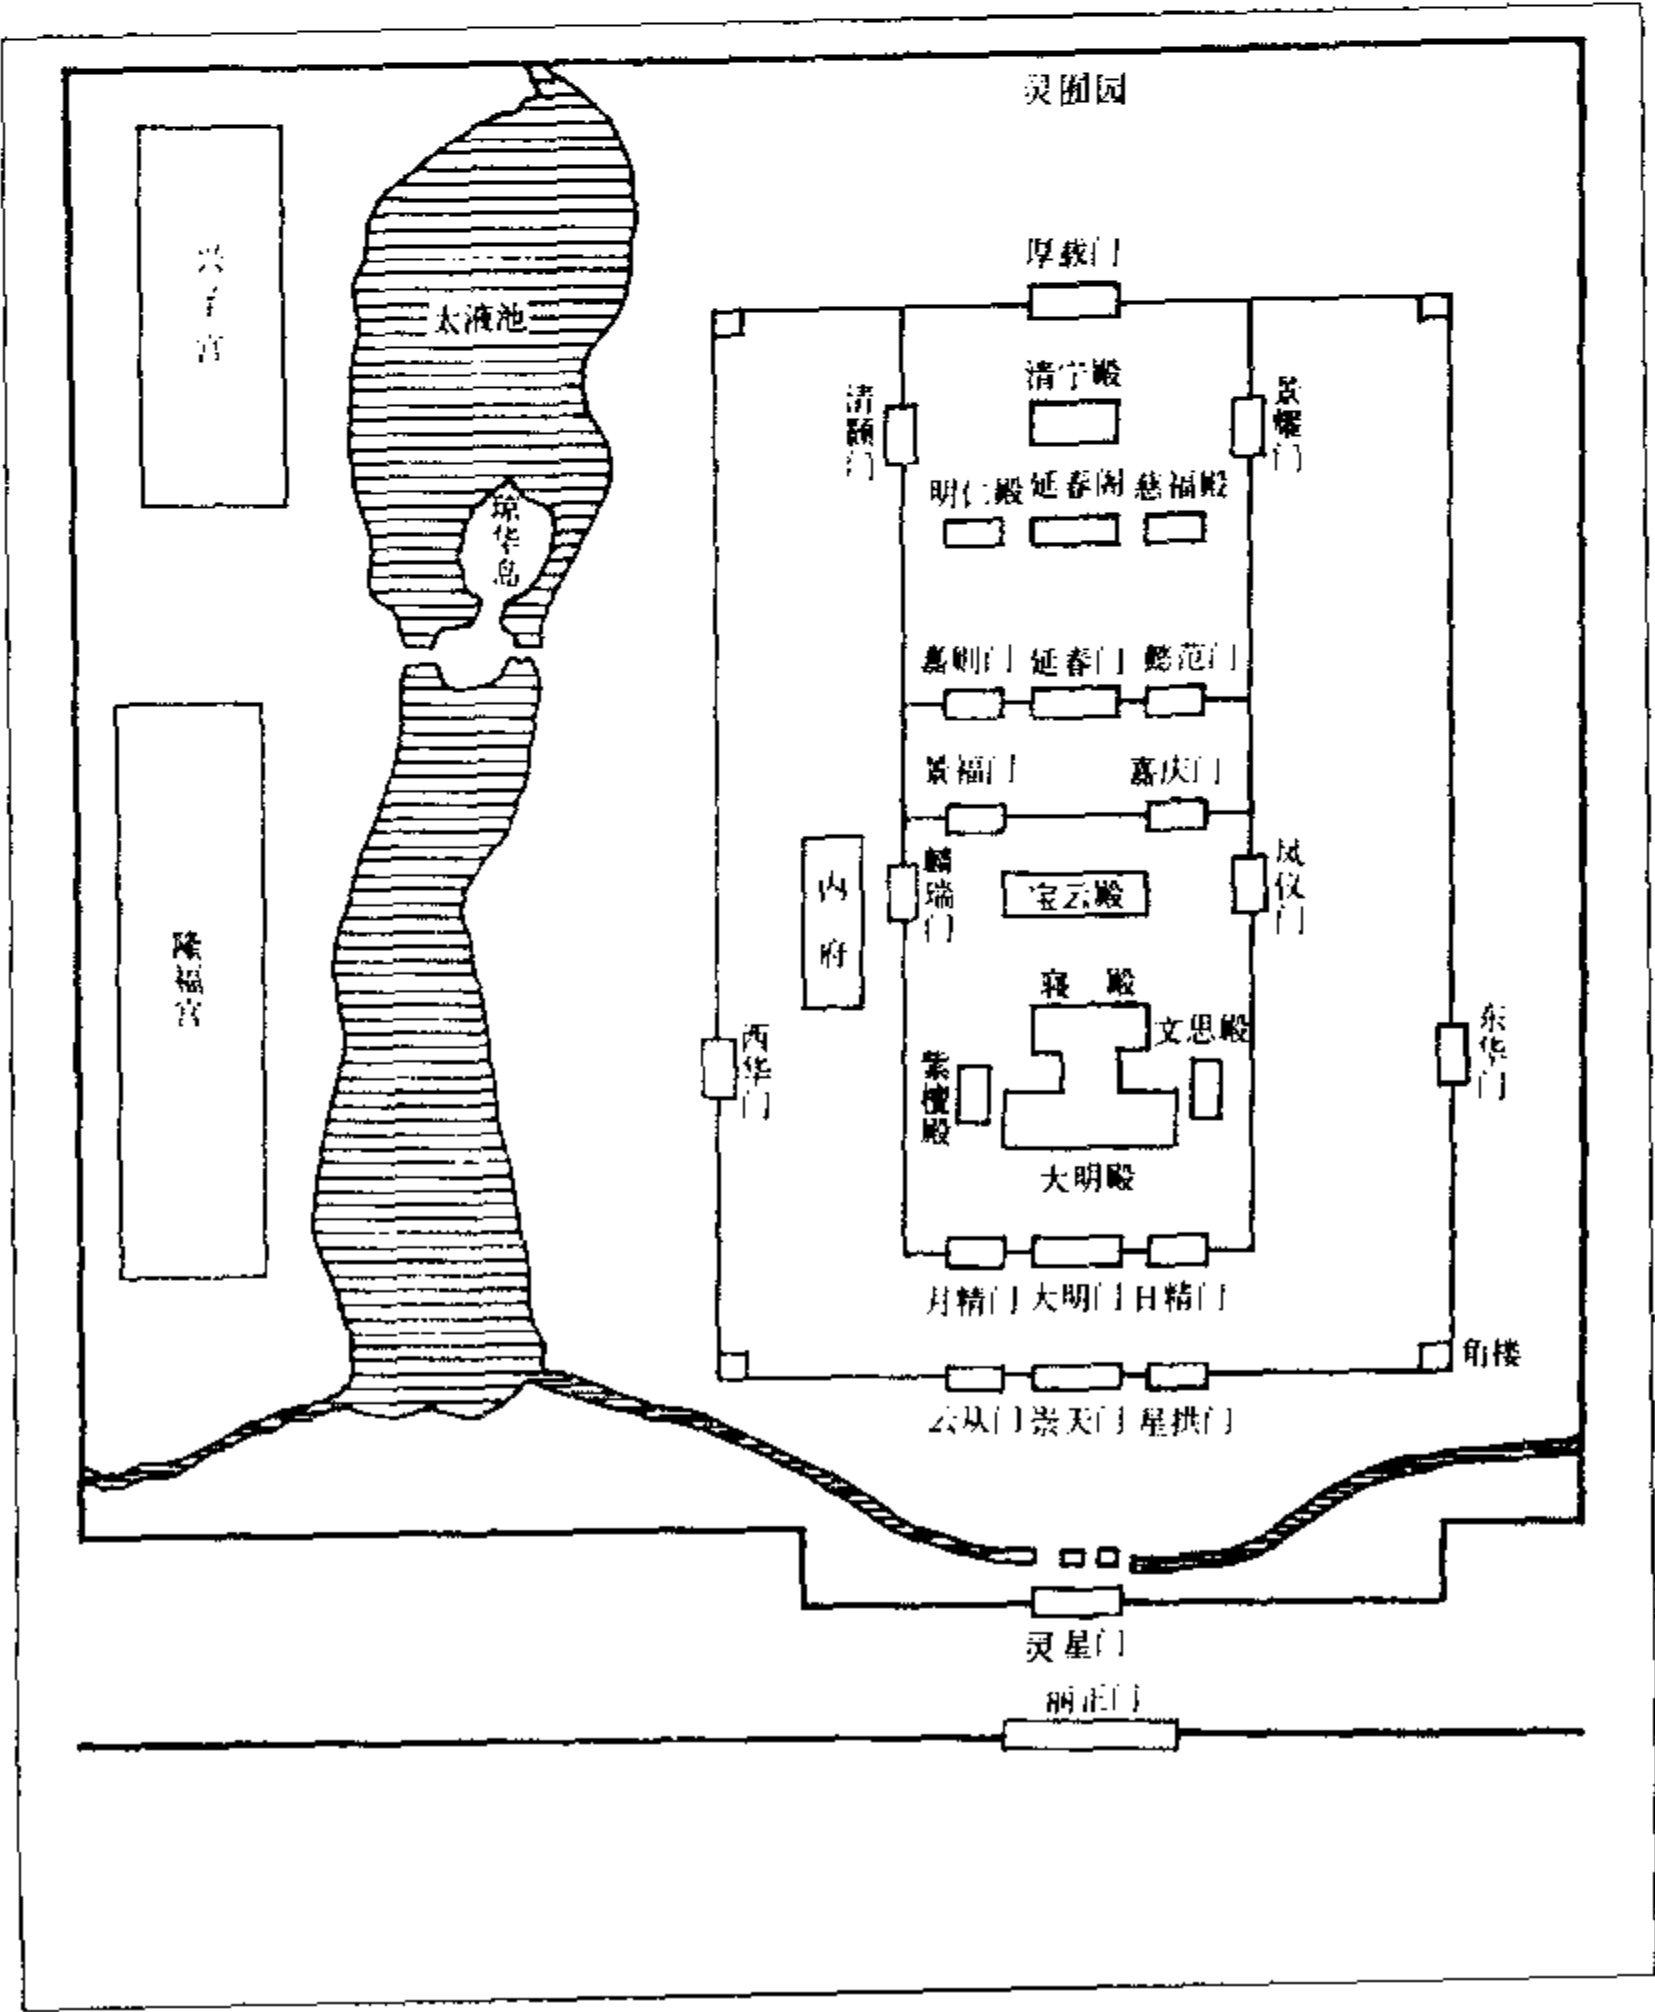 灵囿园
厚载门
兴
宫
太液池
清宁殿
清
灏
门
景
耀
门
明仁殿 延春阁 慈福殿
琼
华
岛
嘉则门 延春门 懿范门
景福门 嘉庆门
内
府
麟
瑞
门
宝云殿
凤
仪
门
隆
福
宫
寝 殿
文思殿
西
华
门
紫
檀
殿
东
华
门
大明殿
月精门 大明门 日精门
角楼
云从门 崇天门 星拱门
灵星门
丽正门